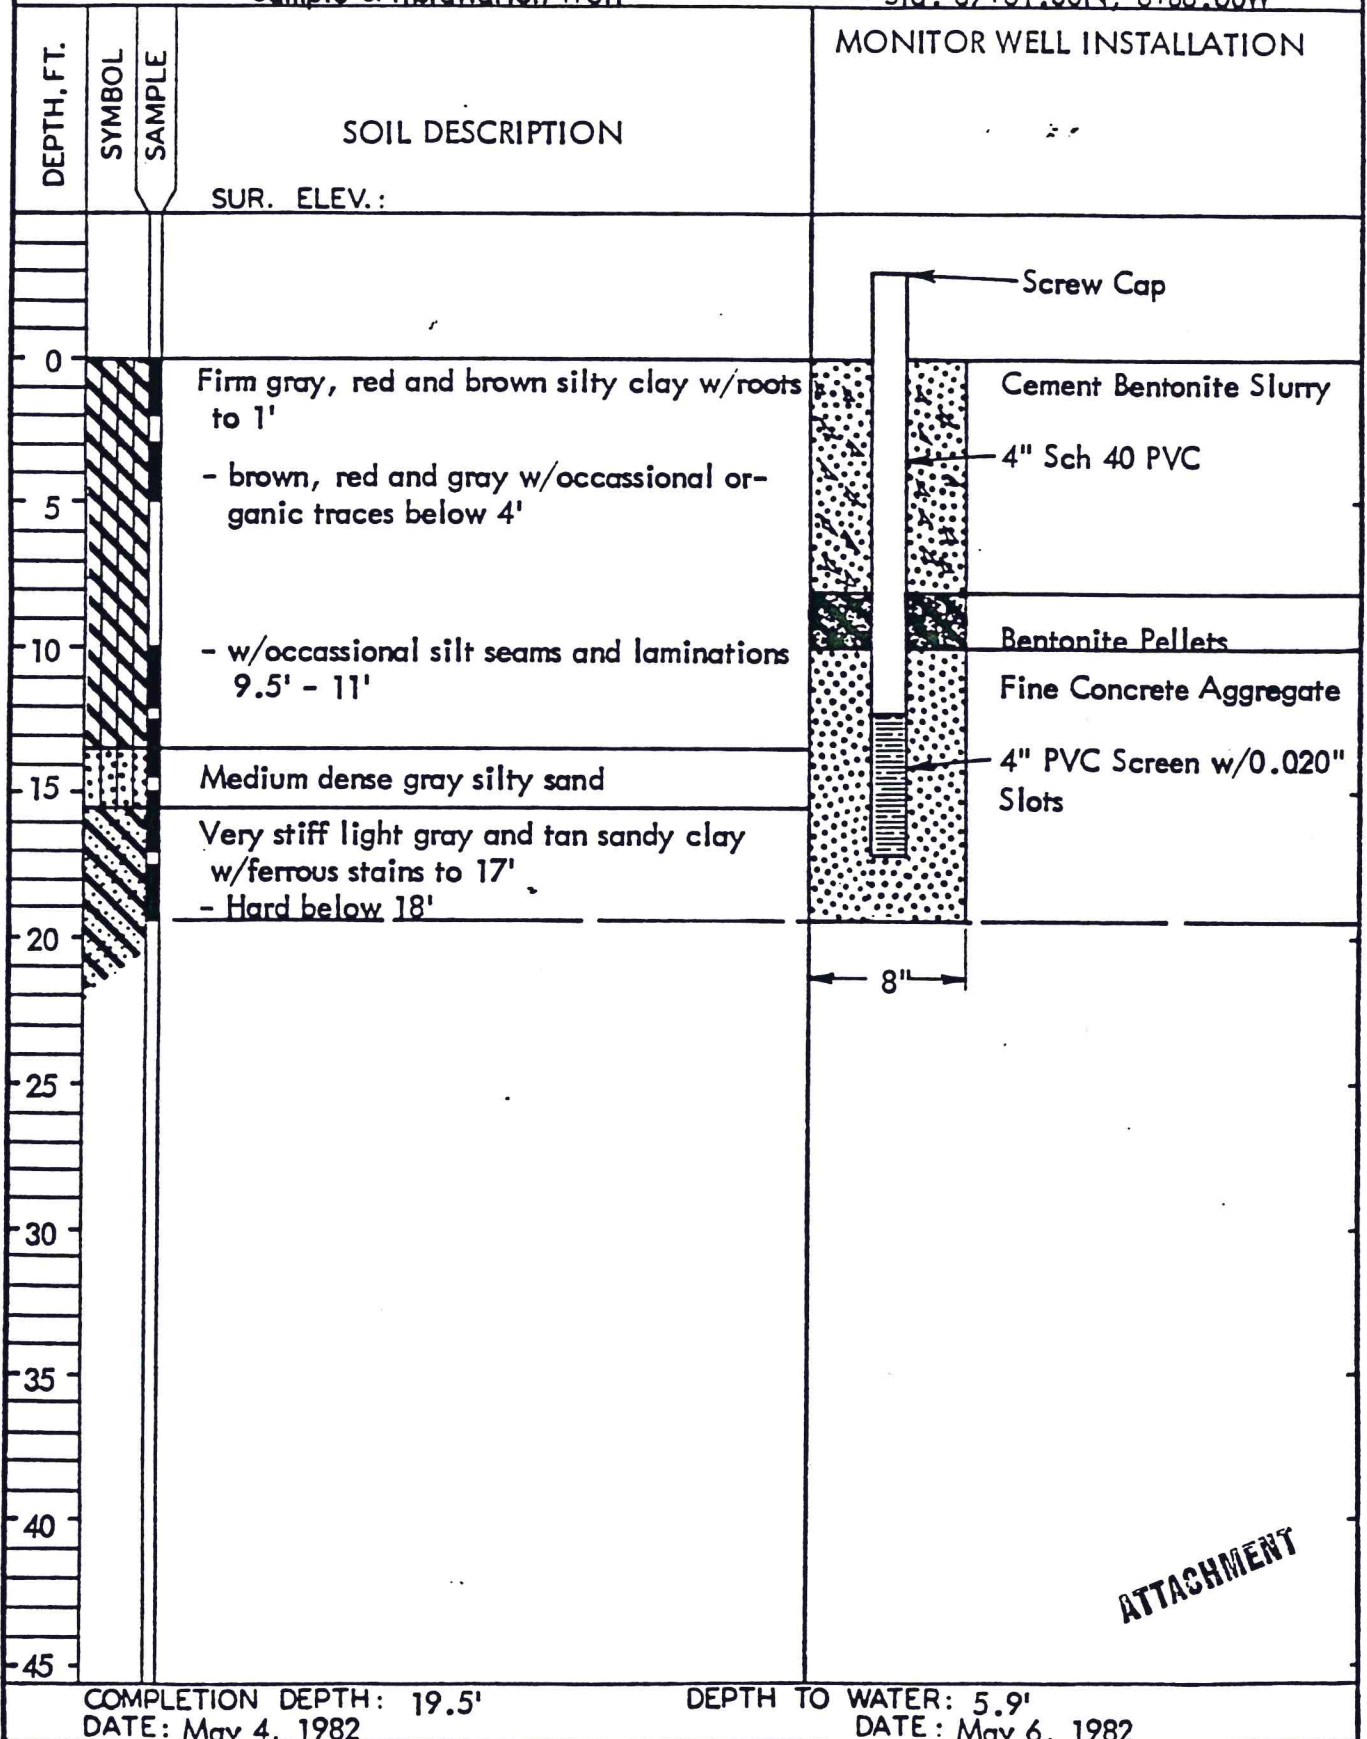 DEPTH, FT.
SYMBOL
SAMPLE
SOIL DESCRIPTION
SUR. ELEV.:
MONITOR WELL INSTALLATION
Screw Cap
0
Firm gray, red and brown silty clay w/roots
to 1'
- brown, red and gray w/occassional or-
ganic traces below 4'
5
- w/occassional silt seams and laminations
9.5' - 11'
10
Medium dense gray silty sand
15
Very stiff light gray and tan sandy clay
w/ferrous stains to 17'
- Hard below 18'
20
25
30
35
40
45
Cement Bentonite Slurry
4" Sch 40 PVC
Bentonite Pellets
Fine Concrete Aggregate
4" PVC Screen w/0.020"
Slots
8"
ATTACHMENT
COMPLETION DEPTH: 19.5'
DATE: May 4, 1982
DEPTH TO WATER: 5.9'
DATE: May 6, 1982